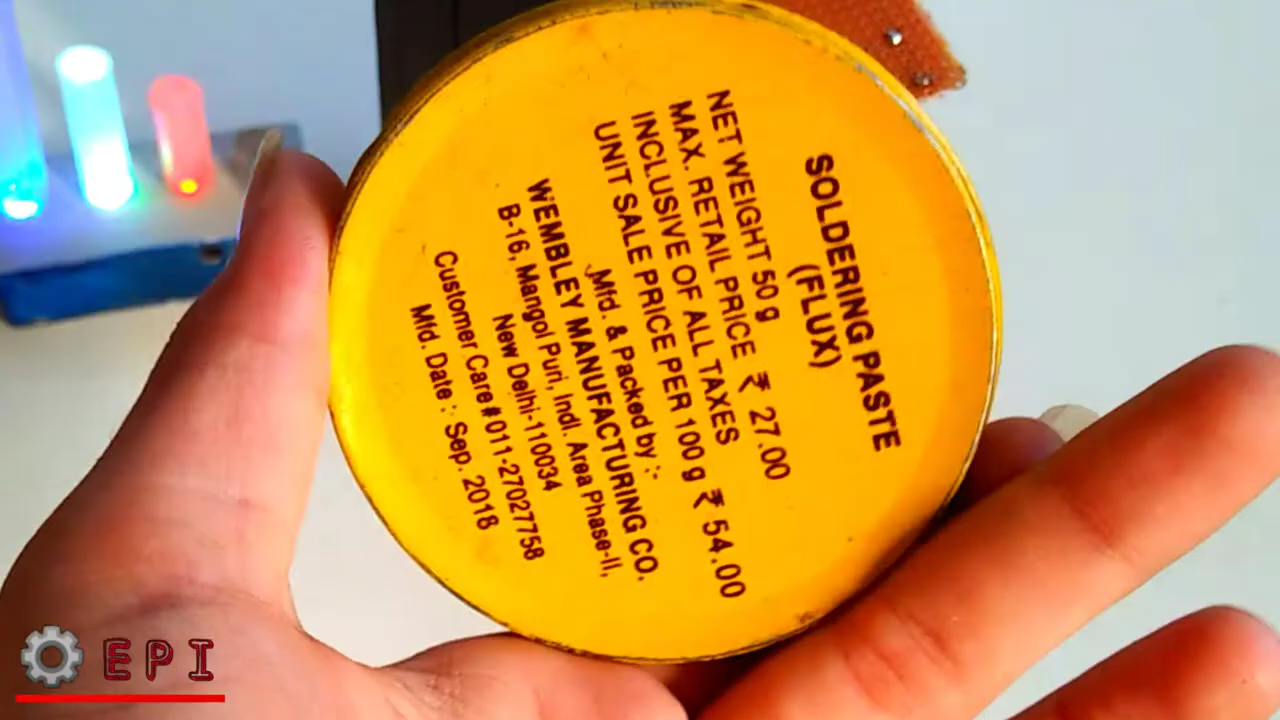 SOLDERING PASTE
(FLUX)
NET WEIGHT 50 g
MAX. RETAIL PRICE ₹ 27.00
INCLUSIVE OF ALL TAXES
UNIT SALE PRICE PER 100 g ₹ 54.00
Mfd. & Packed by :-
WEMBLEY MANUFACTURING CO.
B-16, Mangol Puri, Indl. Area Phase-II,
New Delhi-110034
Customer Care # 011-27027758
Mfd. Date : Sep. 2018
EPI